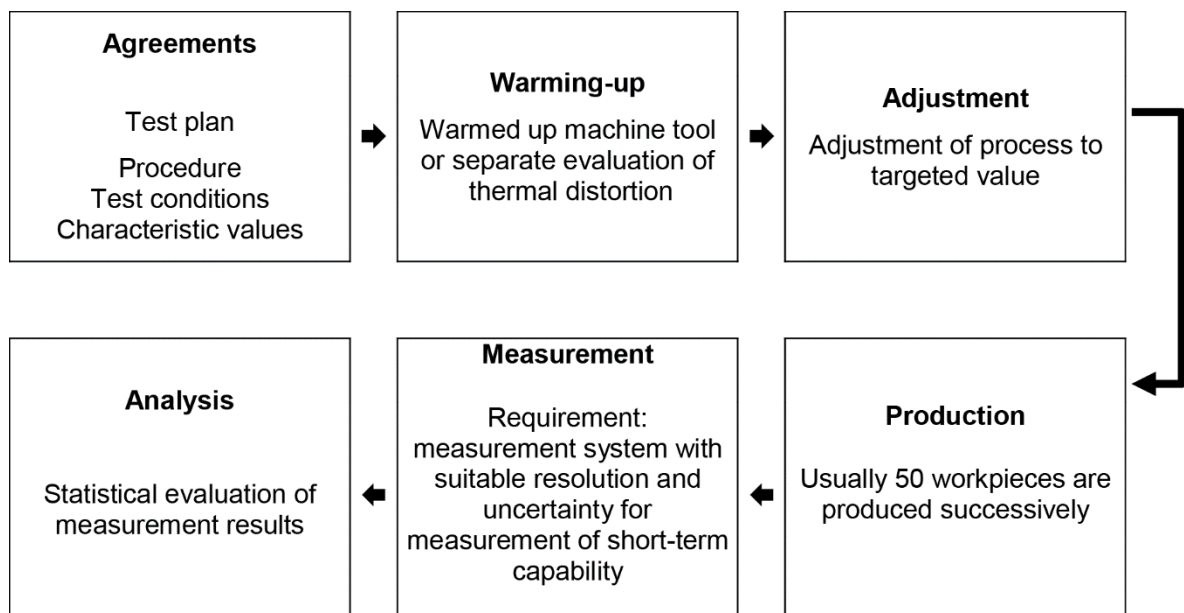 Agreements
Test plan
Procedure
Test conditions
Characteristic values
Warming-up
Warmed up machine tool
or separate evaluation of
thermal distortion
Adjustment
Adjustment of process to
targeted value
Production
Usually 50 workpieces are
produced successively
Measurement
Requirement:
measurement system with
suitable resolution and
uncertainty for
measurement of short-term
capability
Analysis
Statistical evaluation of
measurement results